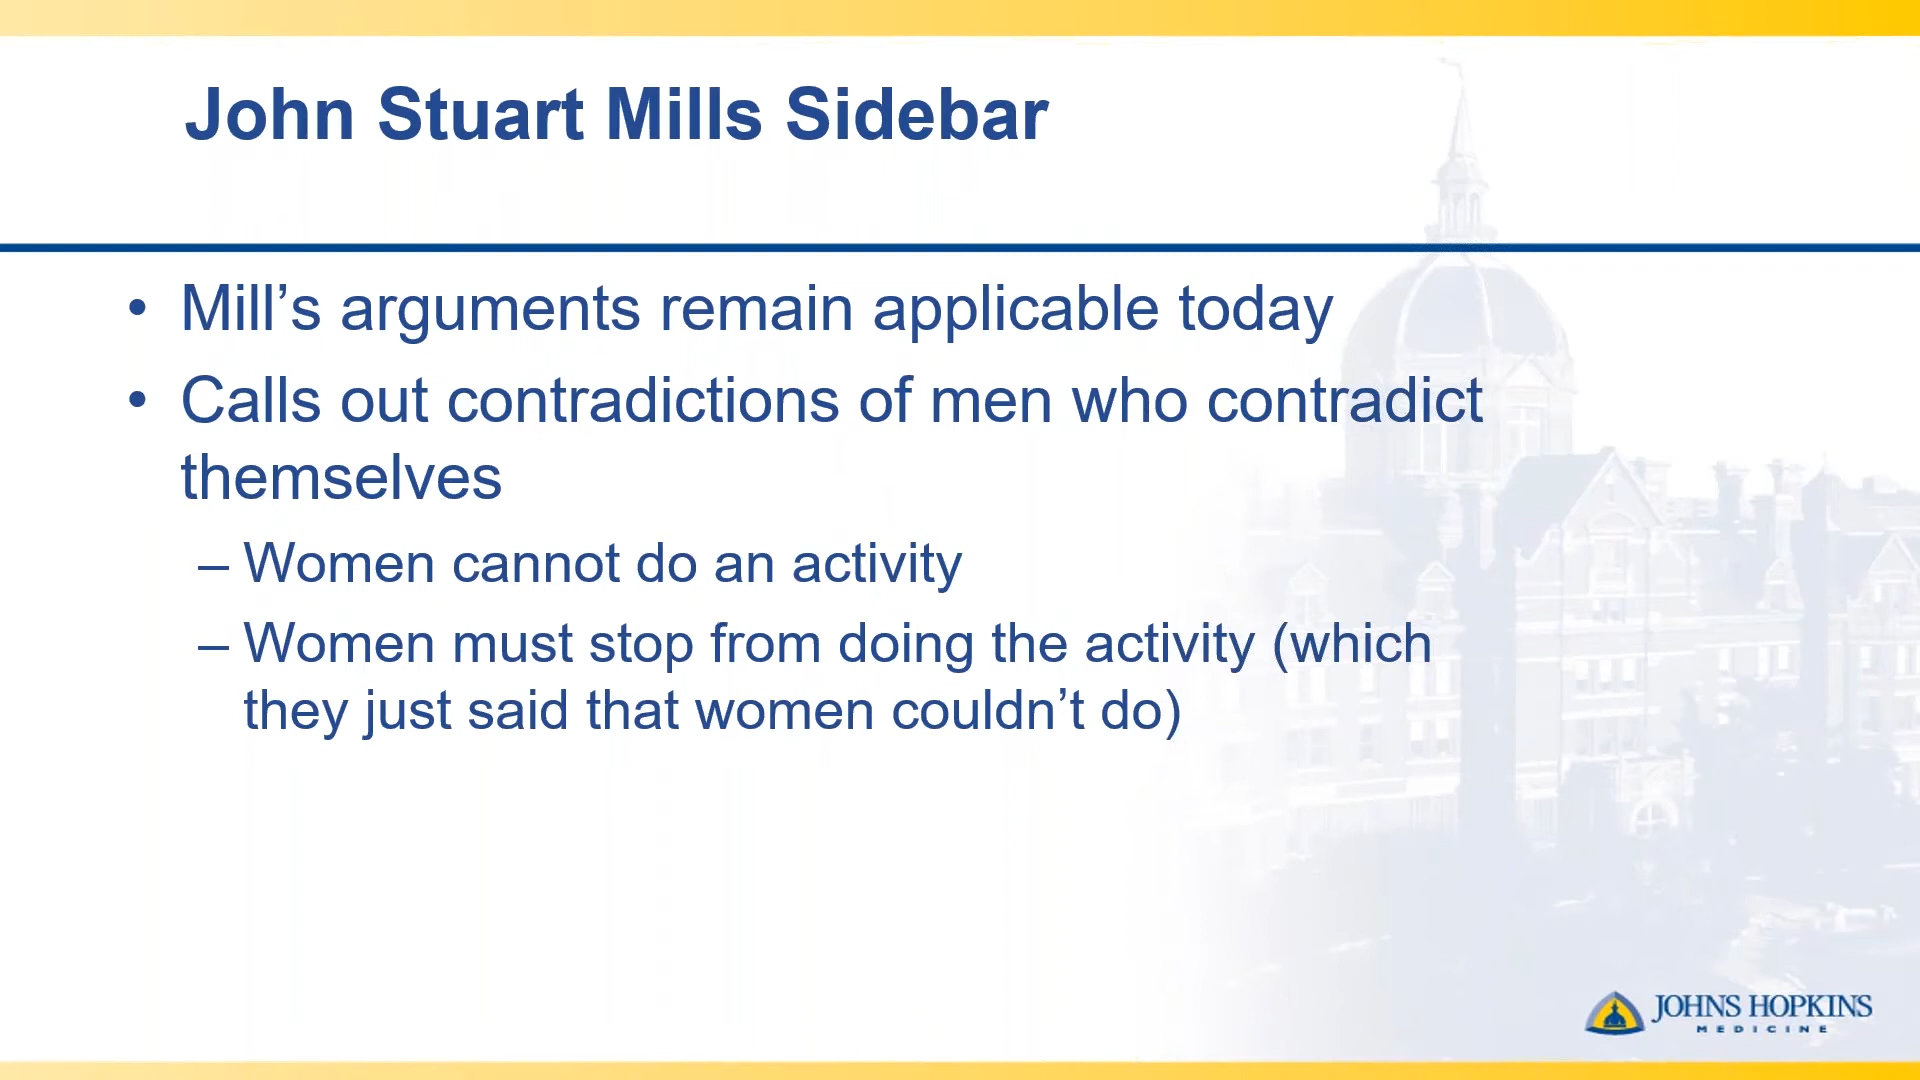 John Stuart Mills Sidebar
• Mill’s arguments remain applicable today
• Calls out contradictions of men who contradict
themselves
– Women cannot do an activity
– Women must stop from doing the activity (which
they just said that women couldn’t do)
JOHNS HOPKINS
MEDICINE